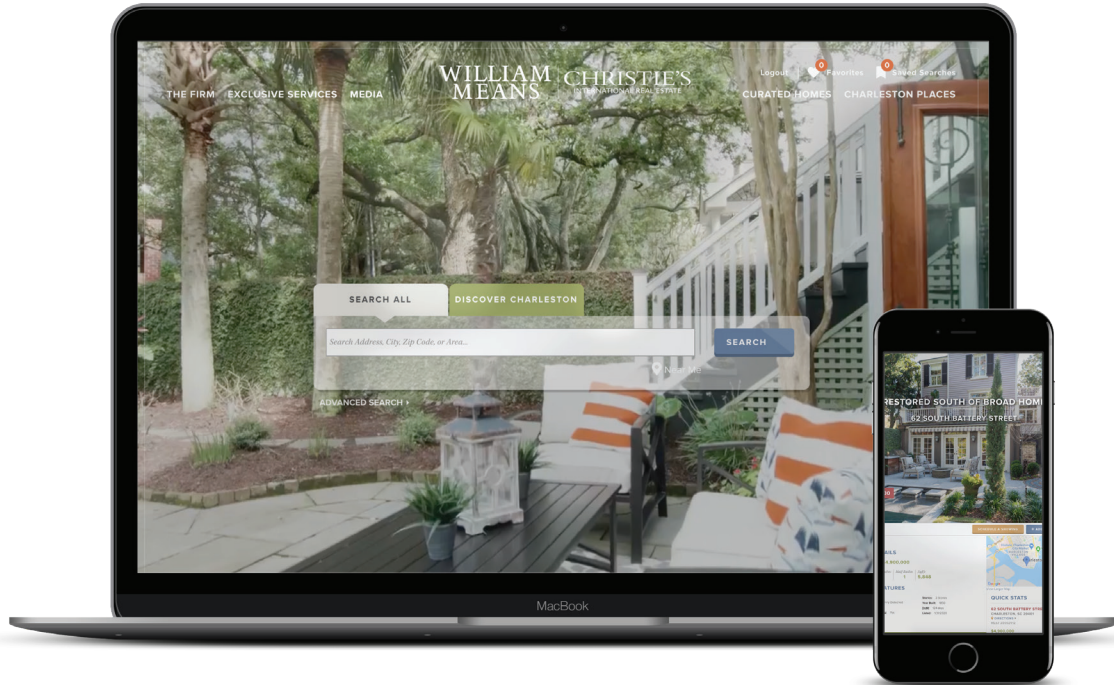 Logout
0
Favorites
0
Saved Searches
WILLIAM
MEANS
CHRISTIE'S
INTERNATIONAL REAL ESTATE
THE FIRM EXCLUSIVE SERVICES MEDIA
CURATED HOMES CHARLESTON PLACES
SEARCH ALL
DISCOVER CHARLESTON
Search Address, City, Zip Code, or Area...
SEARCH
Near Me
ADVANCED SEARCH
MacBook
RESTORED SOUTH OF BROAD HOM
62 SOUTH BATTERY STREET
QUICK STATS
62 SOUTH BATTERY STRE